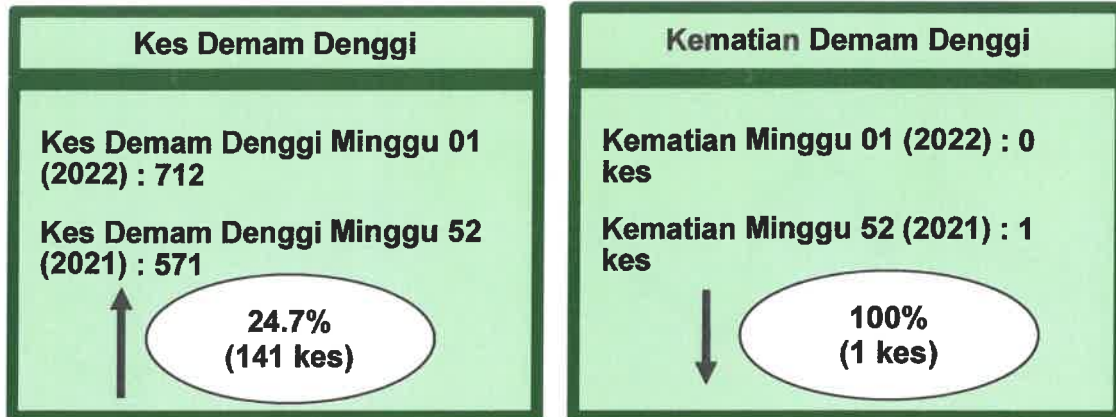 Kes Demam Denggi
Kes Demam Denggi Minggu 01
(2022) : 712
Kes Demam Denggi Minggu 52
(2021) : 571
24.7%
(141 kes)
Kematian Demam Denggi
Kematian Minggu 01 (2022) : 0
kes
Kematian Minggu 52 (2021) : 1
kes
100%
(1 kes)